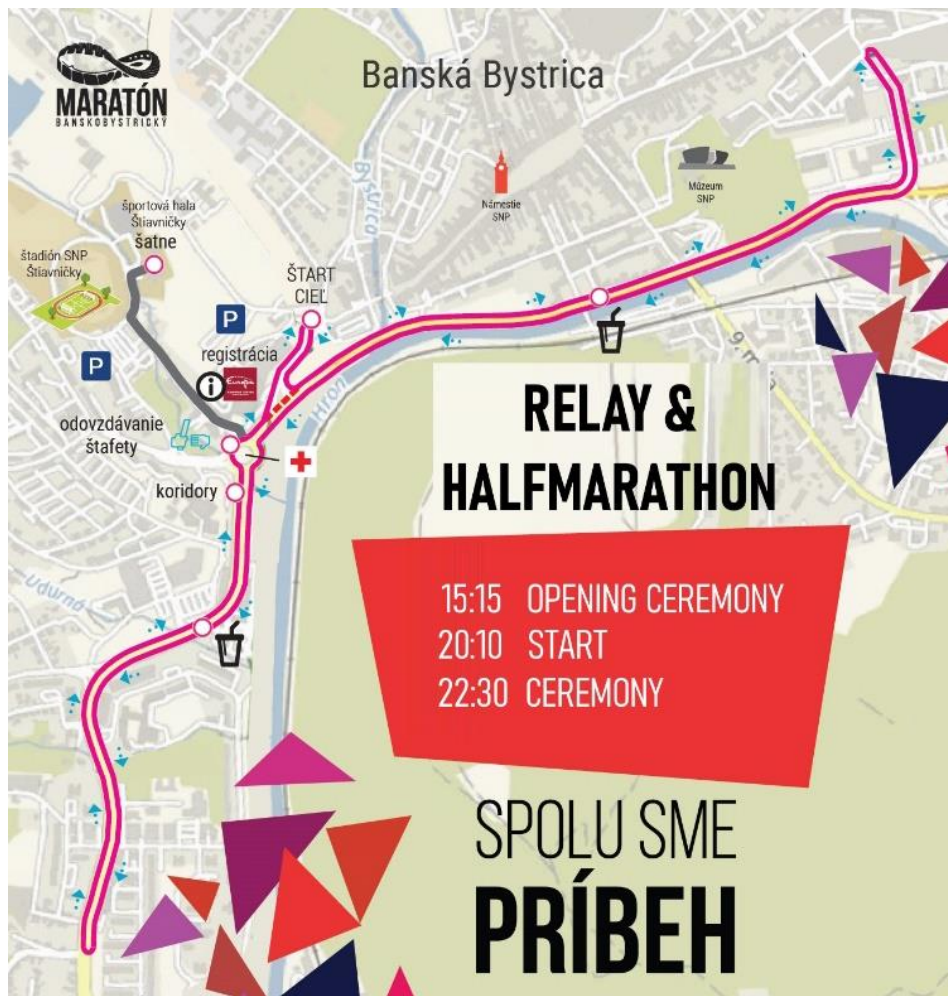 MARATÓN
BANSKOBYSTRICKÝ
Banská Bystrica
Bystrica
Námestie
SNP
Múzeum
SNP
športová hala
Štiavničky
šatne
štadión SNP
Štiavničky
ŠTART
CIEĽ
P
P
registrácia
i
Europa
odovzdávanie
štafety
koridory
Hron
Udurná
RELAY &
HALFMARATHON
15:15 OPENING CEREMONY
20:10 START
22:30 CEREMONY
SPOLU SME
PRÍBEH